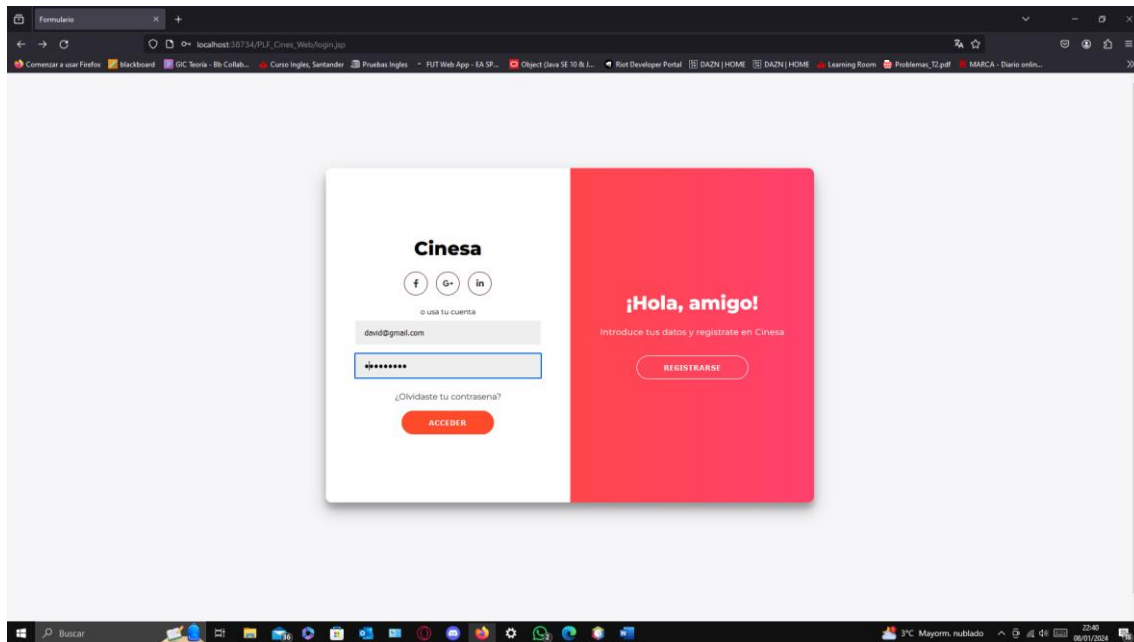 Formulario
localhost:38734/PLF_Cines_Web/login.jsp
Comenzar a usar Firefox
blackboard
GIC Teoría - Bb Collab...
Curso Ingles, Santander
Pruebas Ingles
FUT Web App - EA SP...
Object (Java SE 10 & J...
Riot Developer Portal
DAZN | HOME
DAZN | HOME
Learning Room
Problemas_T2.pdf
MARCA - Diario onlin...
Cinesa
f
G+
in
o usa tu cuenta
david@gmail.com
¿Olvidaste tu contrasena?
ACCEDER
¡Hola, amigo!
Introduce tus datos y registrate en Cinesa
REGISTRARSE
Buscar
3°C Mayorm. nublado
22:40
08/01/2024